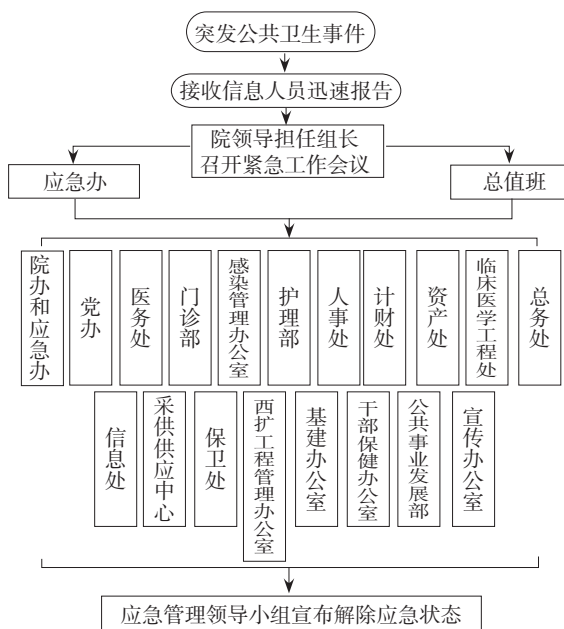 突发公共卫生事件
接收信息人员迅速报告
院领导担任组长
召开紧急工作会议
应急办
总值班
院办和应急办
党办
医务处
门诊部
感染管理办公室
护理部
人事处
计财处
资产处
临床医学工程处
总务处
信息处
采供供应中心
保卫处
西扩工程管理办公室
基建办公室
干部保健办公室
公共事业发展部
宣传办公室
应急管理领导小组宣布解除应急状态